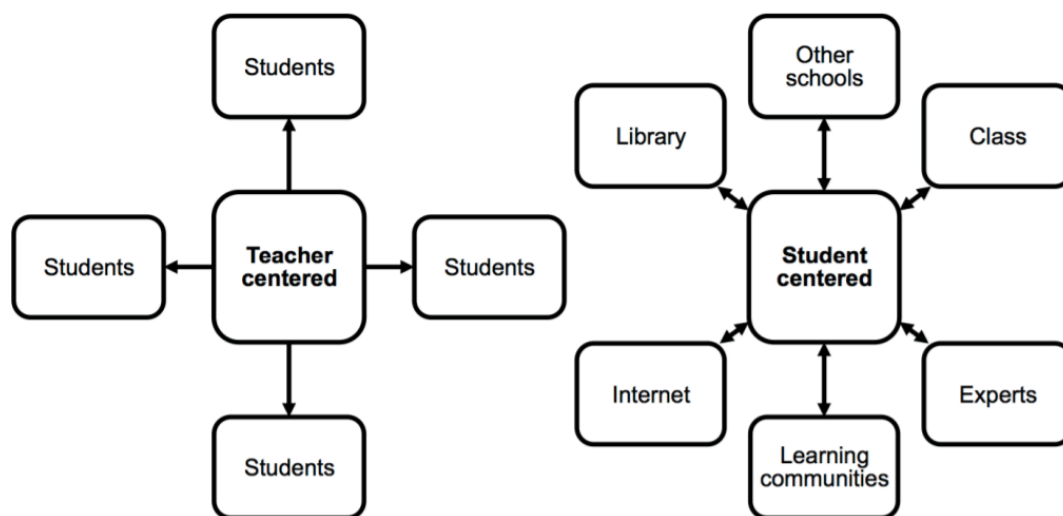 Students
Students
Teacher
centered
Students
Students
Other
schools
Library
Class
Student
centered
Internet
Experts
Learning
communities